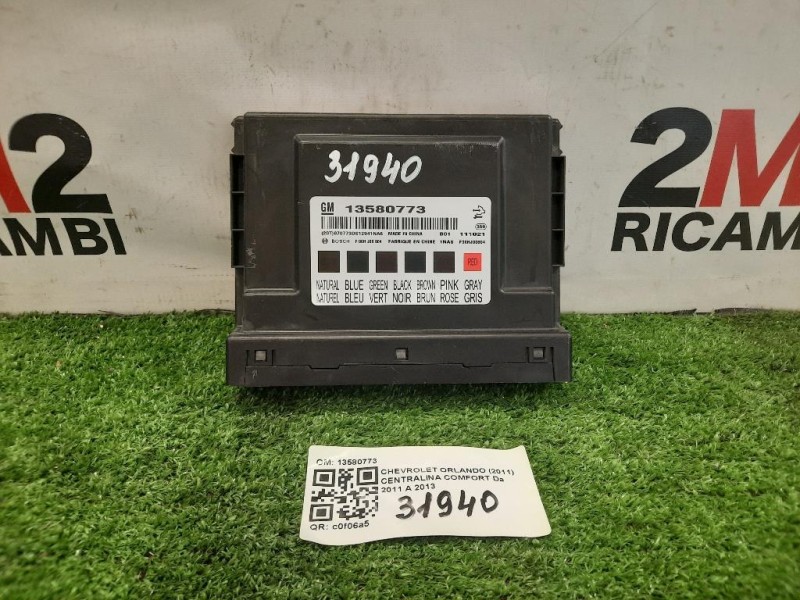 A2
2M
AMBI
RICAMBI
31940
GM 13580773
MADE IN CHINA 001 111021
BOSCH FABRIQUE EN CHINE
RED
NATURAL BLUE GREEN BLACK BROWN PINK GRAY
NATUREL BLEU VERT NOIR BRUN ROSE GRIS
CM: 13580773
CHEVROLET ORLANDO (2011)
CENTRALINA COMFORT Da
2011 A 2013
31940
QR: c0f06a5